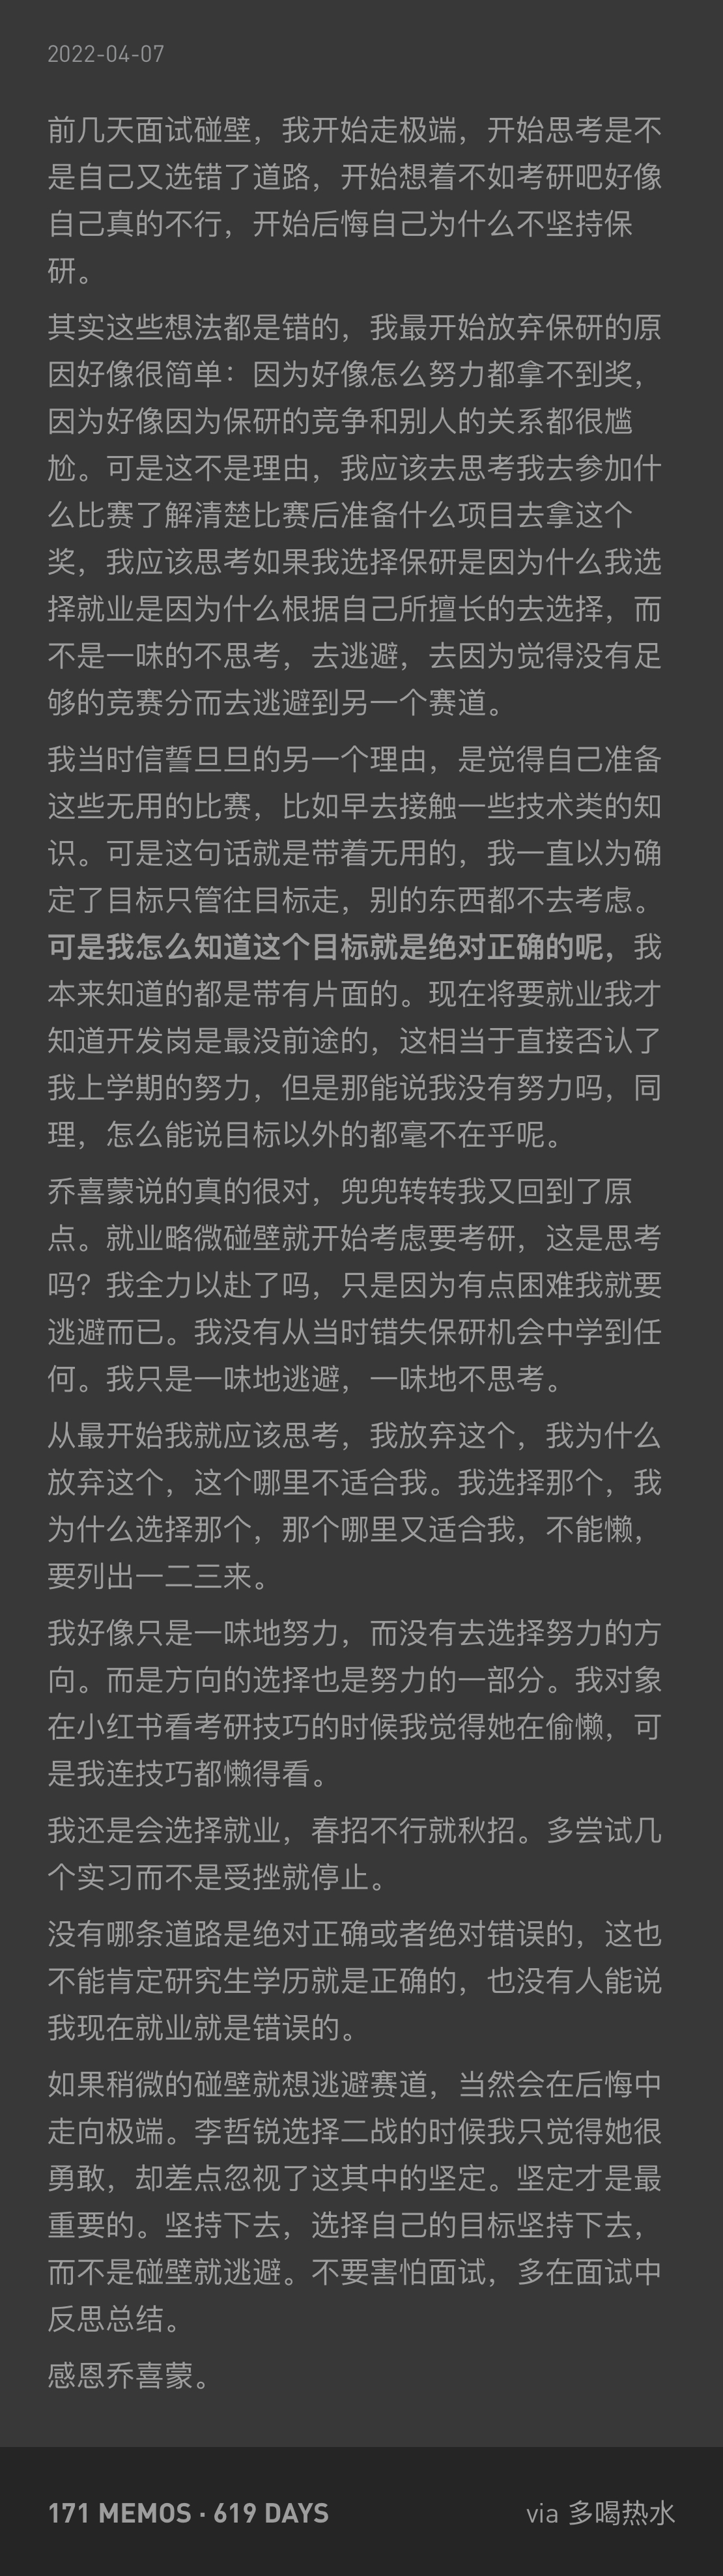 2022-04-07
前几天面试碰壁，我开始走极端，开始思考是不
是自己又选错了道路，开始想着不如考研吧好像
自己真的不行，开始后悔自己为什么不坚持保
研。
其实这些想法都是错的，我最开始放弃保研的原
因好像很简单：因为好像怎么努力都拿不到奖，
因为好像因为保研的竞争和别人的关系都很尴
尬。可是这不是理由，我应该去思考我去参加什
么比赛了解清楚比赛后准备什么项目去拿这个
奖，我应该思考如果我选择保研是因为什么我选
择就业是因为什么根据自己所擅长的去选择，而
不是一味的不思考，去逃避，去因为觉得没有足
够的竞赛分而去逃避到另一个赛道。
我当时信誓旦旦的另一个理由，是觉得自己准备
这些无用的比赛，比如早去接触一些技术类的知
识。可是这句话就是带着无用的，我一直以为确
定了目标只管往目标走，别的东西都不去考虑。
可是我怎么知道这个目标就是绝对正确的呢，我
本来知道的都是带有片面的。现在将要就业我才
知道开发岗是最没前途的，这相当于直接否认了
我上学期的努力，但是那能说我没有努力吗，同
理，怎么能说目标以外的都毫不在乎呢。
乔喜蒙说的真的很对，兜兜转转我又回到了原
点。就业略微碰壁就开始考虑要考研，这是思考
吗？我全力以赴了吗，只是因为有点困难我就要
逃避而已。我没有从当时错失保研机会中学到任
何。我只是一味地逃避，一味地不思考。
从最开始我就应该思考，我放弃这个，我为什么
放弃这个，这个哪里不适合我。我选择那个，我
为什么选择那个，那个哪里又适合我，不能懒，
要列出一二三来。
我好像只是一味地努力，而没有去选择努力的方
向。而是方向的选择也是努力的一部分。我对象
在小红书看考研技巧的时候我觉得她在偷懒，可
是我连技巧都懒得看。
我还是会选择就业，春招不行就秋招。多尝试几
个实习而不是受挫就停止。
没有哪条道路是绝对正确或者绝对错误的，这也
不能肯定研究生学历就是正确的，也没有人能说
我现在就业就是错误的。
如果稍微的碰壁就想逃避赛道，当然会在后悔中
走向极端。李哲锐选择二战的时候我只觉得她很
勇敢，却差点忽视了这其中的坚定。坚定才是最
重要的。坚持下去，选择自己的目标坚持下去，
而不是碰壁就逃避。不要害怕面试，多在面试中
反思总结。
感恩乔喜蒙。
171 MEMOS · 619 DAYS
via 多喝热水